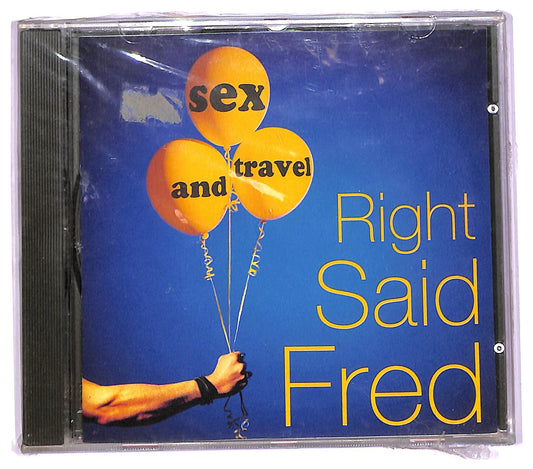 sex
and travel
Right
Said
Fred